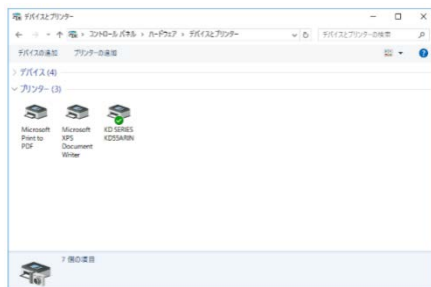 デバイスとプリンター
コントロール パネル › ハードウェア › デバイスとプリンター
デバイスとプリンターの検索
デバイスの追加 プリンターの追加
デバイス (4)
プリンター (3)
Microsoft Print to PDF
Microsoft XPS Document Writer
KD SERIES
7 個の項目